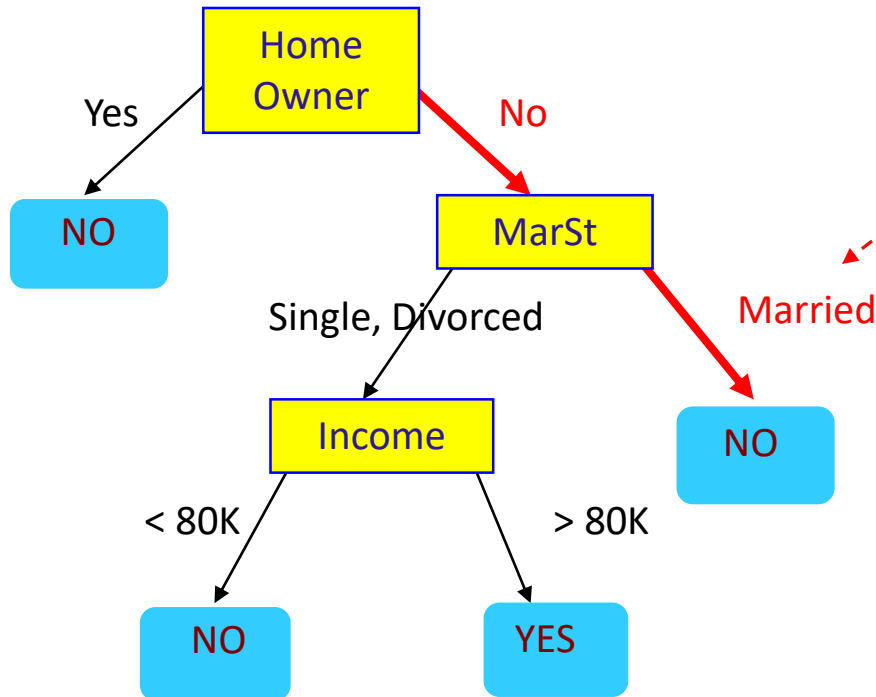 Home
Owner
Yes
No
NO
MarSt
Single, Divorced
Married
Income
NO
< 80K
> 80K
NO
YES